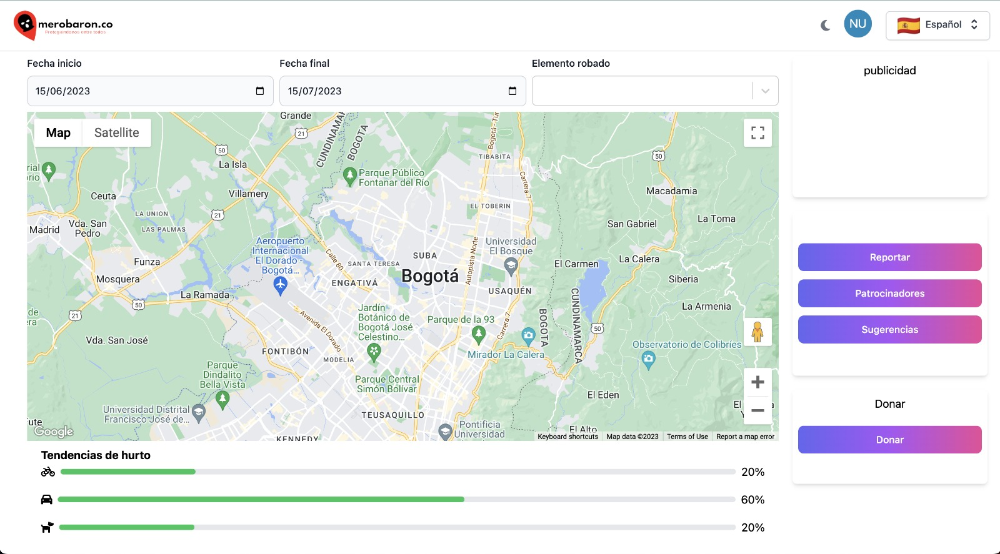 merobaron.co
Protegiéndonos entre todos
NU
Español
Fecha inicio
Fecha final
Elemento robado
publicidad
15/06/2023
15/07/2023
Map
Satellite
Grande
21
CUNDINAMAR
BOGOTÁ
Bogotá - Tun
50
La Isla
TIBABITA
50
rial
orio
Parque Público
Fontanar del Río
Carrera 7
Ceuta
Villamery
Macadamia
EL TOBERIN
LA UNION
21
Vda. San
Pedro
Madrid
LAS PALMAS
San Gabriel
La Toma
Aeropuerto
Internacional
El Dorado -
Bogotá...
Universidad
El Bosque
Autopista Norte
Calle 80
SUBA
Funza
SANTA TERESA
El Carmen
La Calera
Reportar
Bogotá
Mosquera
ENGATIVÁ
USAQUÉN
Siberia
La Ramada
Patrocinadores
50
La Armenia
21
de
era
Avenida El Dorado
Jardín
Botánico de
Bogotá José
Celestino...
Parque de la 93
Carrera 7
BOGOTÁ
CUNDINAMARCA
50
Sugerencias
Vda. San José
FONTIBÓN
MODELIA
Mirador La Calera
Observatorio de Colibríes
Parque
Dindalito
Bella Vista
Parque Central
Simón Bolívar
El Eden
Universidad Distrital
Francisco José de...
TEUSAQUILLO
Donar
Pontificia
Universidad
El Alto
KENNEDY
Google
Keyboard shortcuts
Map data ©2023
Terms of Use
Report a map error
Donar
Tendencias de hurto
20%
60%
20%